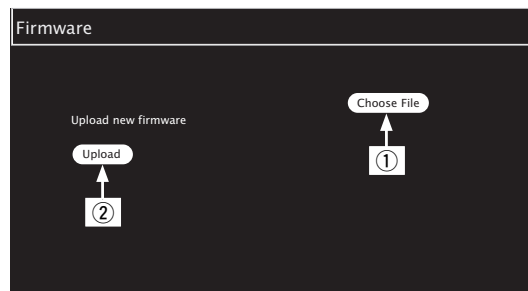 Firmware
Choose File
Upload new firmware
①
Upload
②